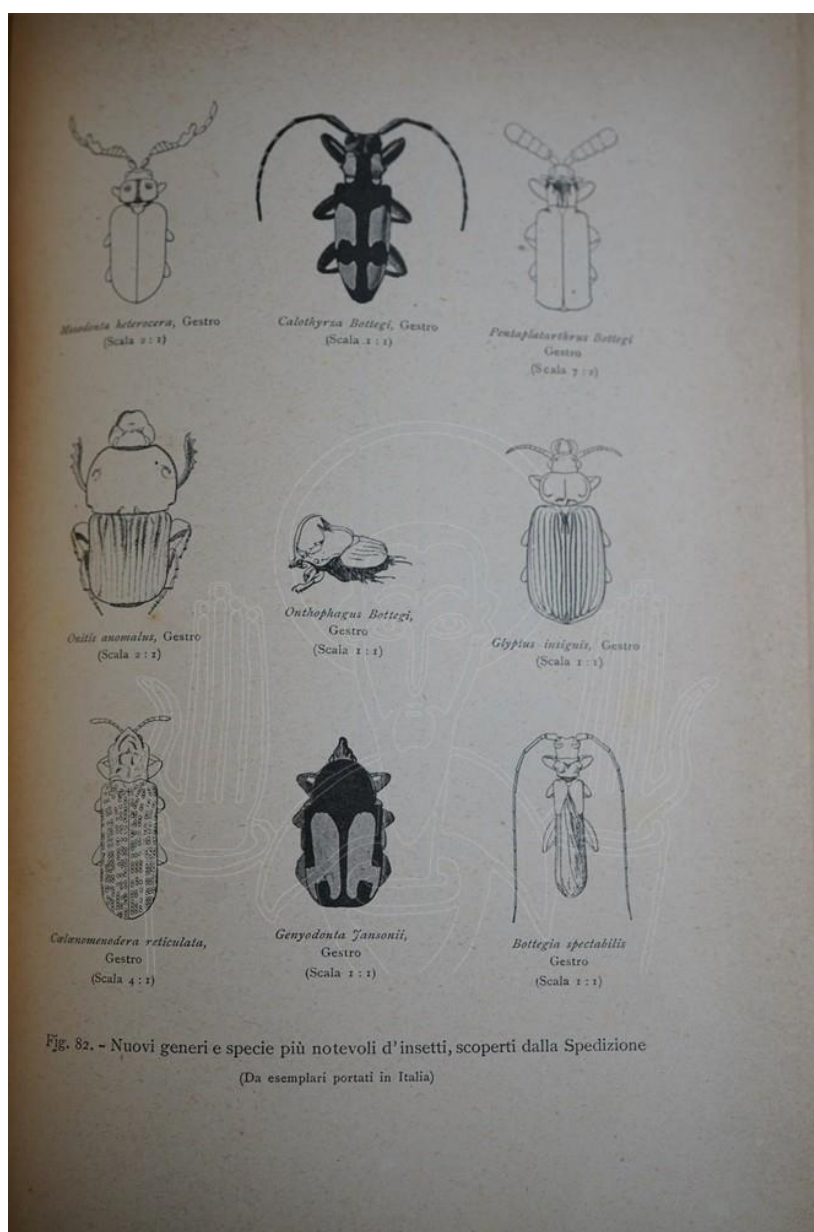 Mesodonta heterocera, Gestro
(Scala 2 : 1)
Calothyrza Bottegi, Gestro
(Scala 1 : 1)
Pentaplatarthrus Bottegi
Gestro
(Scala 7 : 2)
Onitis anomalus, Gestro
(Scala 2 : 1)
Onthophagus Bottegi,
Gestro
(Scala 1 : 1)
Glyptus insignis, Gestro
(Scala 1 : 1)
Cœlænomenodera reticulata,
Gestro
(Scala 4 : 1)
Genyodonta Jansonii,
Gestro
(Scala 1 : 1)
Bottegia spectabilis
Gestro
(Scala 1 : 1)
Fig. 82. - Nuovi generi e specie più notevoli d'insetti, scoperti dalla Spedizione
(Da esemplari portati in Italia)